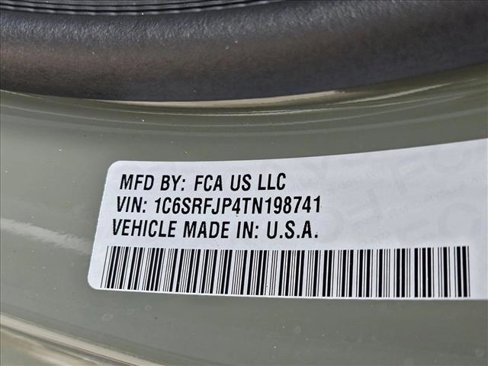 MFD BY: FCA US LLC
VIN: 1C6SRFJP4TN198741
VEHICLE MADE IN: U.S.A.